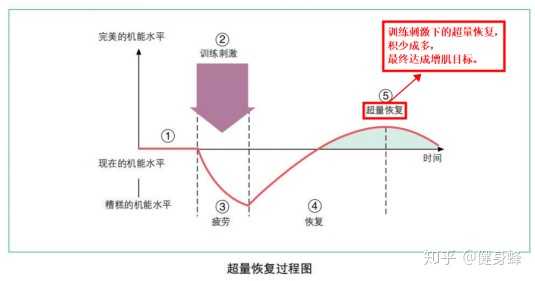 完美的机能水平
②
训练刺激
训练刺激下的超量恢复，
积少成多，
最终达成增肌目标。
⑤
超量恢复
①
时间
现在的机能水平
糟糕的机能水平
③
疲劳
④
恢复
知乎 @健身蜂
超量恢复过程图